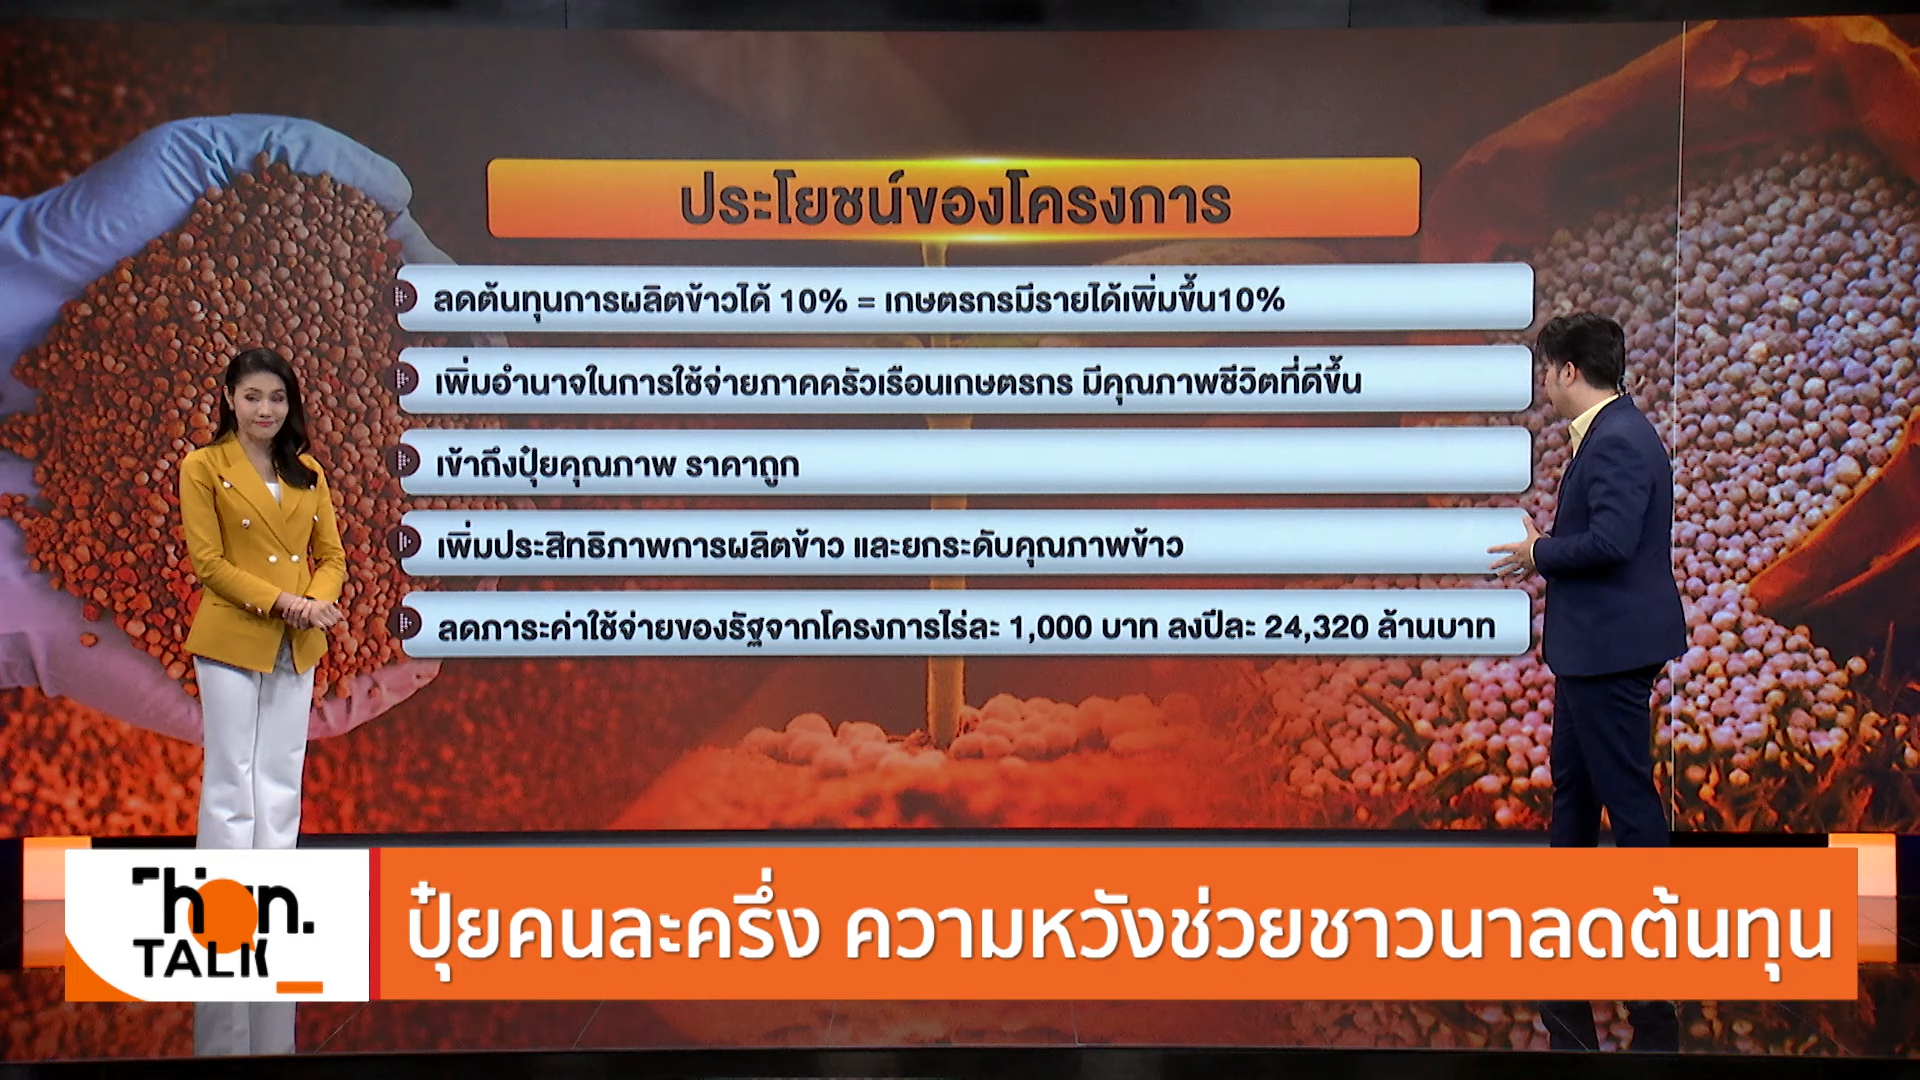 ประโยชน์ของโครงการ
ลดต้นทุนการผลิตข้าวได้ 10% = เกษตรกรมีรายได้เพิ่มขึ้น10%
เพิ่มอำนาจในการใช้จ่ายภาคครัวเรือนเกษตรกร มีคุณภาพชีวิตที่ดีขึ้น
เข้าถึงปุ๋ยคุณภาพ ราคาถูก
เพิ่มประสิทธิภาพการผลิตข้าว และยกระดับคุณภาพข้าว
ลดภาระค่าใช้จ่ายของรัฐจากโครงการไร่ละ 1,000 บาท ลงปีละ 24,320 ล้านบาท
ปุ๋ยคนละครึ่ง ความหวังช่วยชาวนาลดต้นทุน
TALK